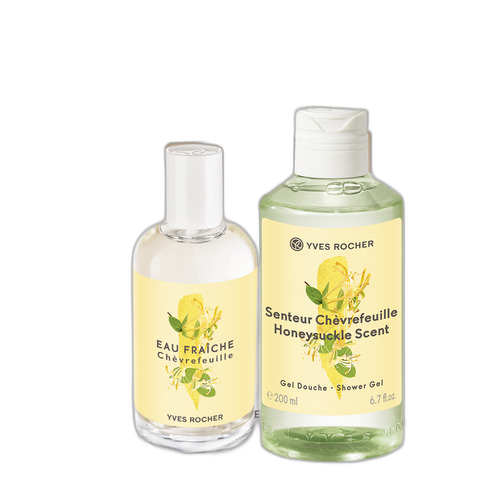 EAU FRAÎCHE
Chèvrefeuille
YVES ROCHER
YVES ROCHER
Senteur Chèvrefeuille
Honeysuckle Scent
Gel Douche • Shower Gel
e 200 ml
6.7 fl.oz.